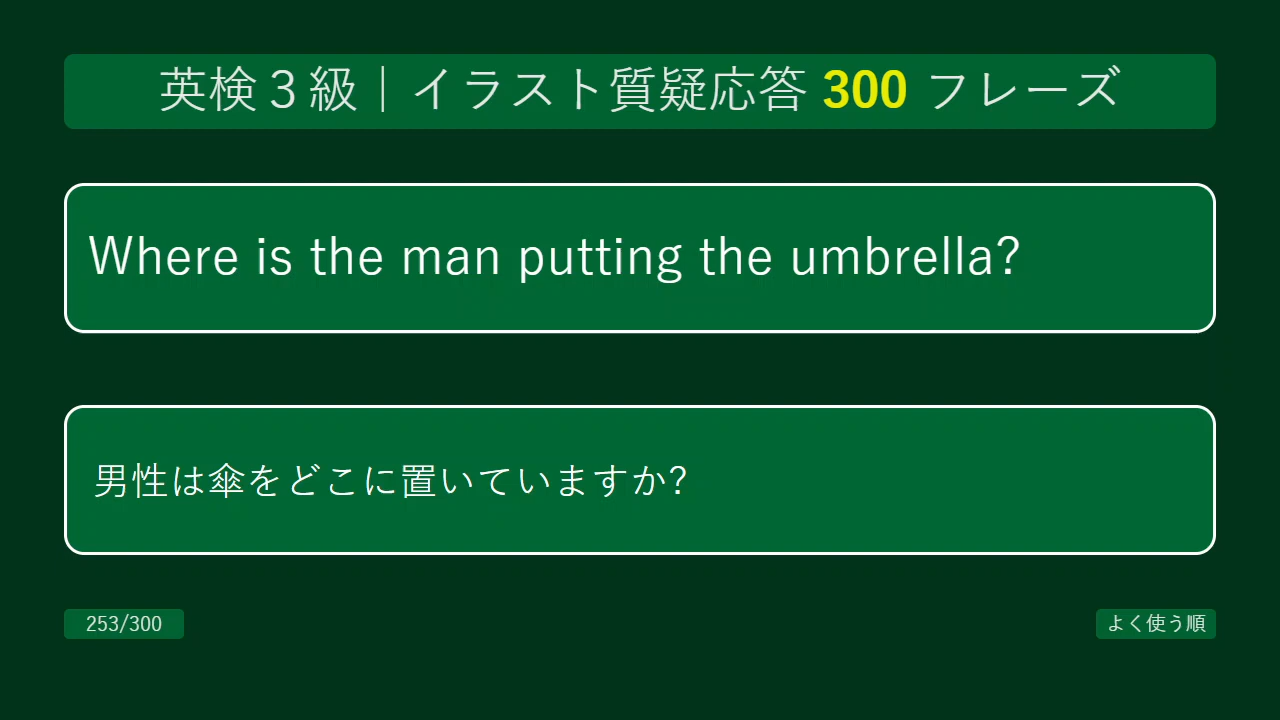 英検３級｜イラスト質疑応答 300 フレーズ
Where is the man putting the umbrella?
男性は傘をどこに置いていますか?
253/300
よく使う順